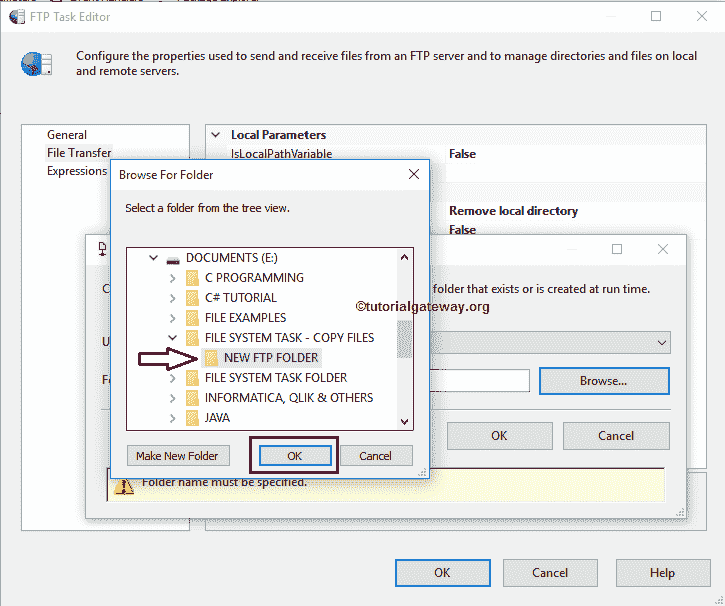 FTP Task Editor
Configure the properties used to send and receive files from an FTP server and to manage directories and files on local
and remote servers.
General
File Transfer
Expressions
Local Parameters
IsLocalPathVariable False
Remove local directory
False
Browse For Folder
Select a folder from the tree view.
DOCUMENTS (E:)
C PROGRAMMING
C# TUTORIAL
FILE EXAMPLES
FILE SYSTEM TASK - COPY FILES
NEW FTP FOLDER
FILE SYSTEM TASK FOLDER
INFORMATICA, QLIK & OTHERS
JAVA
Make New Folder OK Cancel
folder that exists or is created at run time.
©tutorialgateway.org
Browse...
OK Cancel
Folder name must be specified.
OK Cancel Help